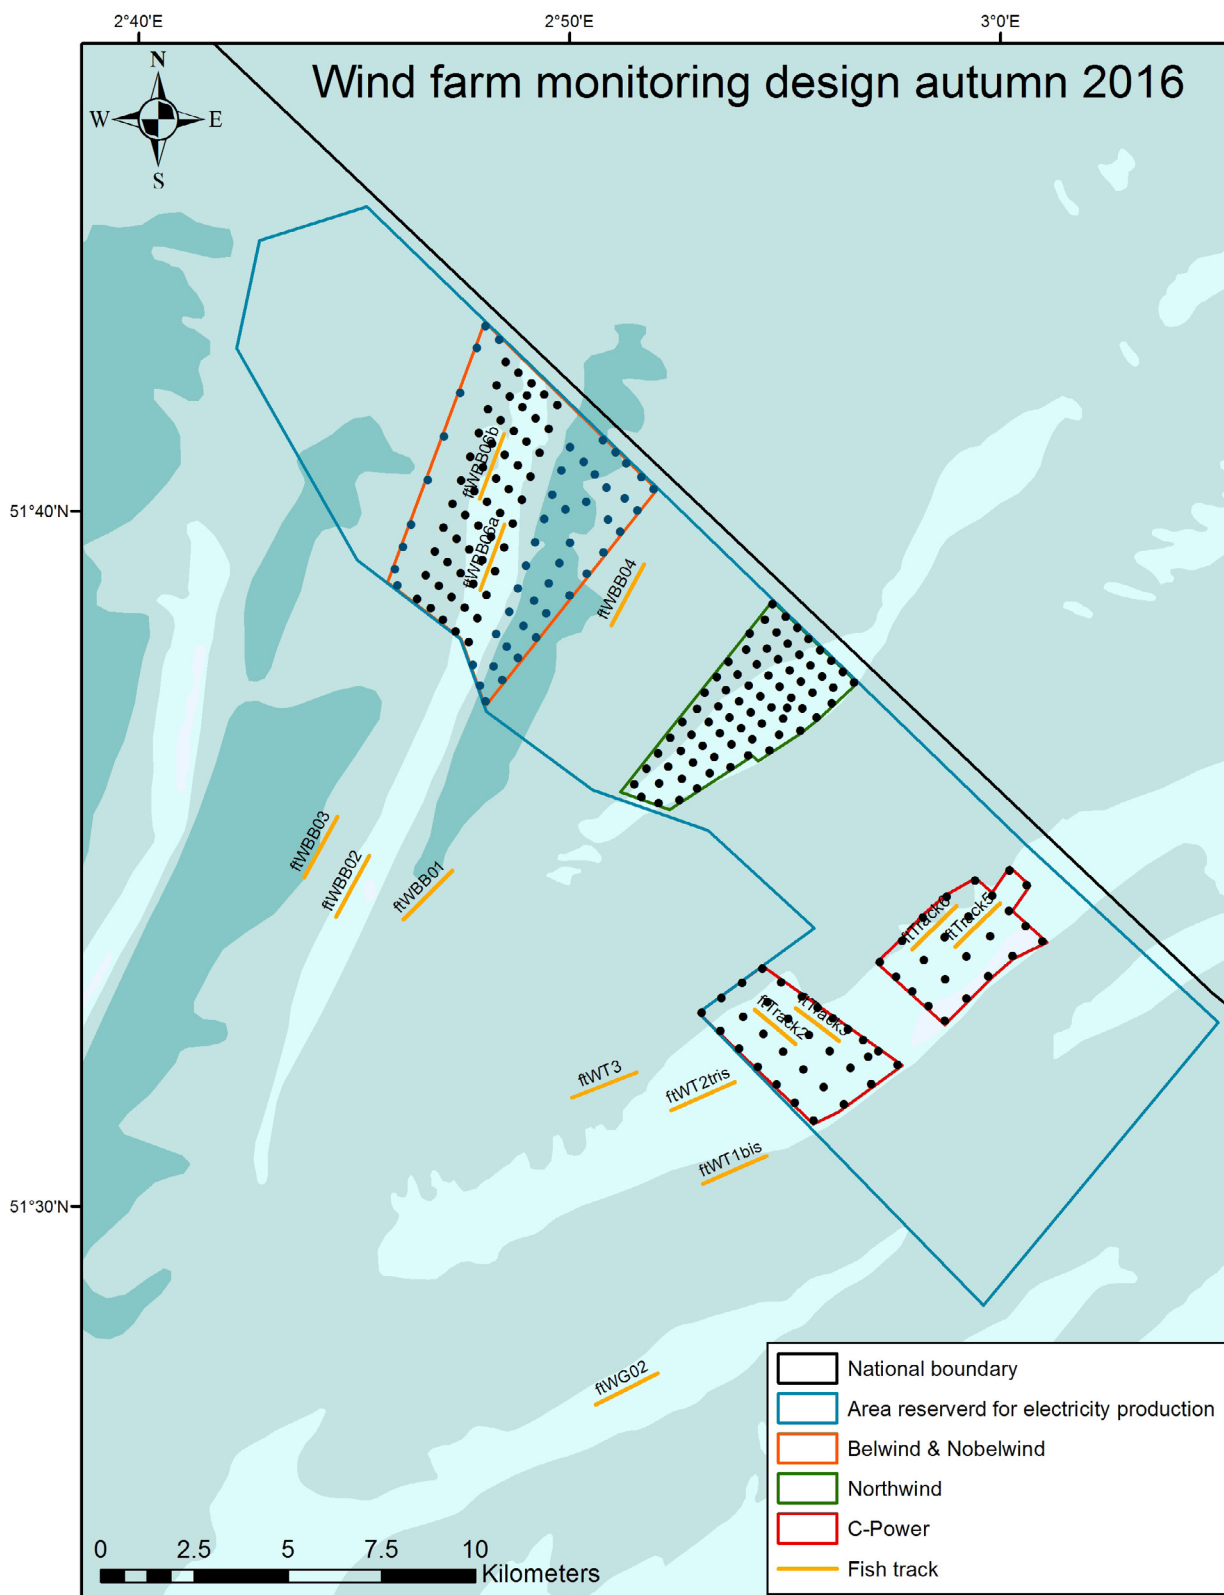 2°40'E
2°50'E
3°0'E
N
W
E
S
Wind farm monitoring design autumn 2016
ftWBB06b
51°40'N
ftWBB06a
ftWBB04
ftWBB03
ftWBB02
ftWBB01
ftTrack6
ftTrack5
ftTrack2
ftTrack3
ftWT3
ftWT2tris
ftWT1bis
51°30'N
ftWG02
National boundary
Area reserverd for electricity production
Belwind & Nobelwind
Northwind
C-Power
Fish track
0 2.5 5 7.5 10
Kilometers